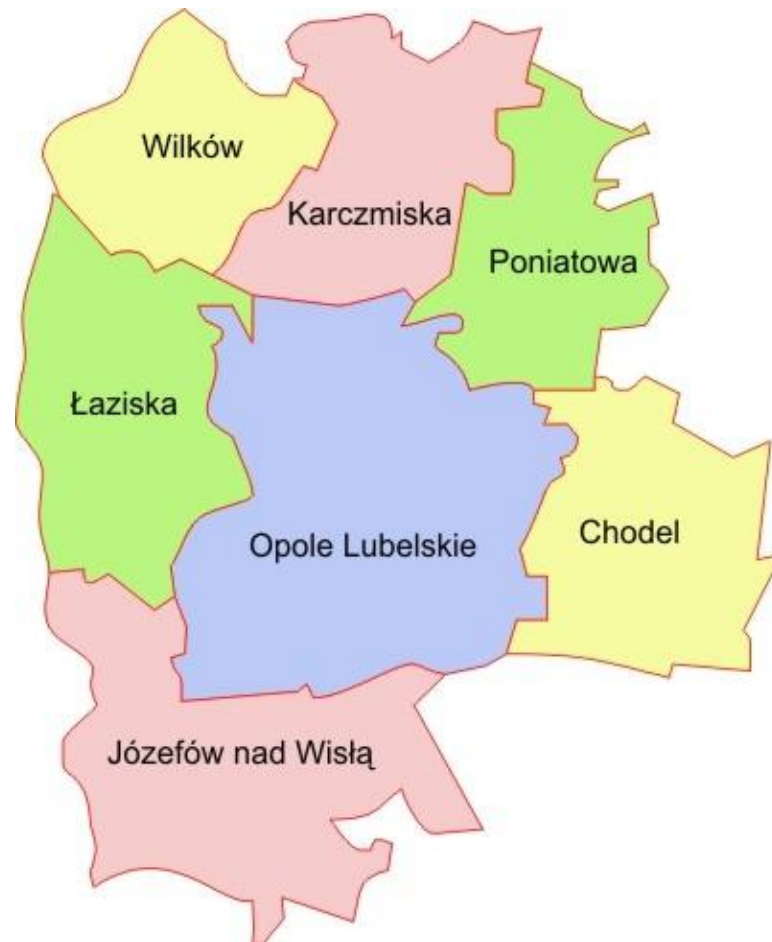 Wilków
Karczmiska
Poniatowa
Łaziska
Opole Lubelskie
Chodel
Józefów nad Wisłą